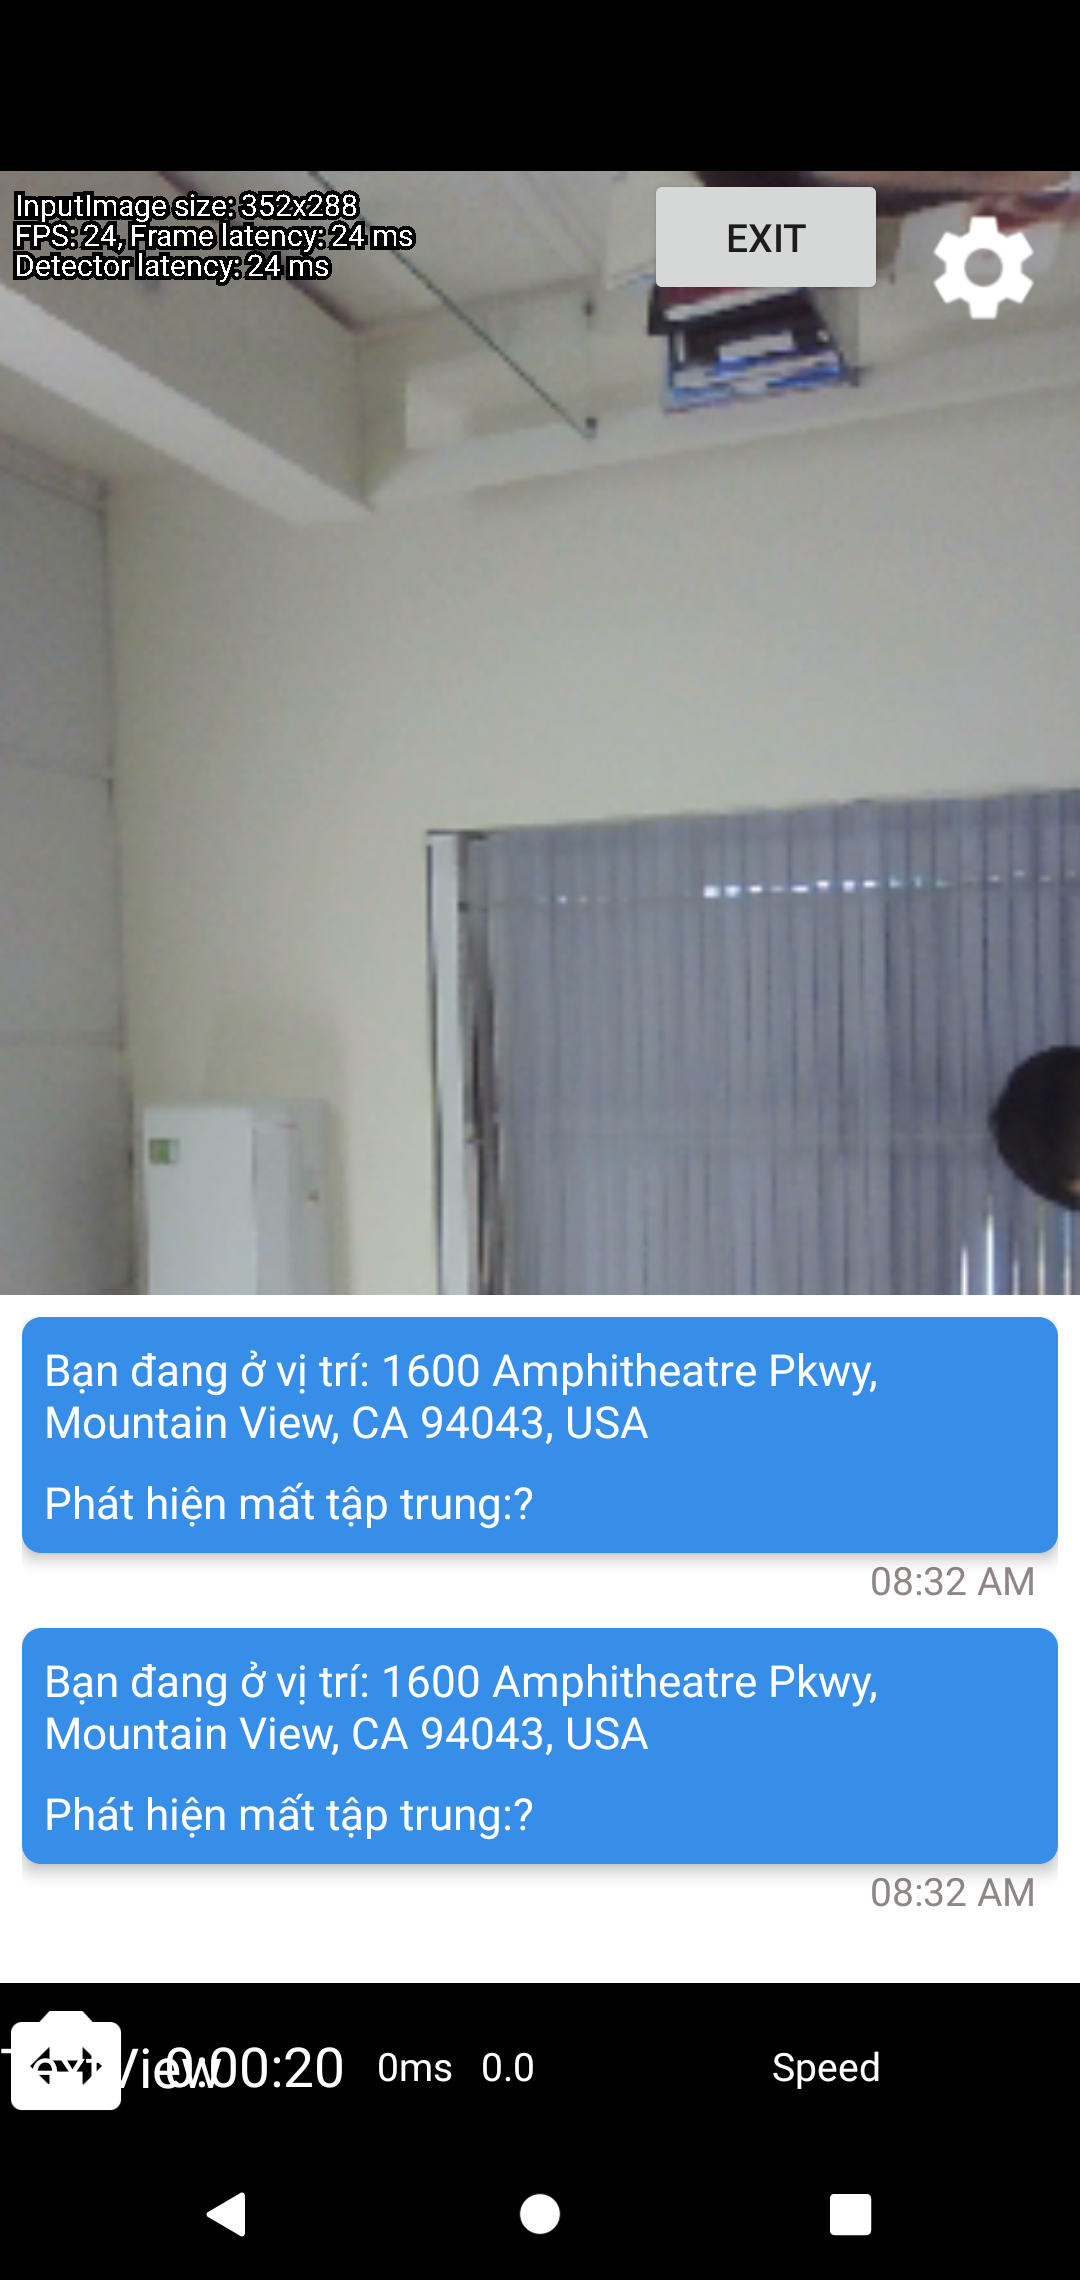 InputImage size: 352x288
FPS: 24, Frame latency: 24 ms
Detector latency: 24 ms
EXIT
Bạn đang ở vị trí: 1600 Amphitheatre Pkwy,
Mountain View, CA 94043, USA
Phát hiện mất tập trung:?
08:32 AM
Bạn đang ở vị trí: 1600 Amphitheatre Pkwy,
Mountain View, CA 94043, USA
Phát hiện mất tập trung:?
08:32 AM
TextView 0:00:20 0ms 0.0 Speed